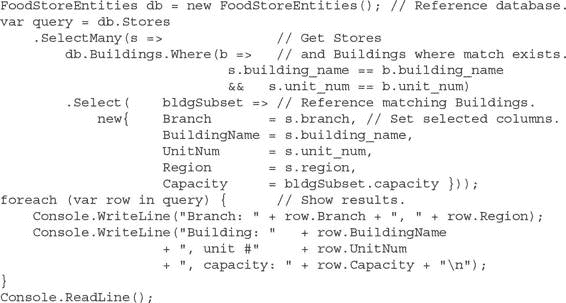 FoodStoreEntities db = new FoodStoreEntities(); // Reference database.
var query = db.Stores
    .SelectMany(s =>             // Get Stores
        db.Buildings.Where(b =>  // and Buildings where match exists.
                            s.building_name == b.building_name
                            &&   s.unit_num == b.unit_num)
        .Select(    bldgSubset => // Reference matching Buildings.
            new{    Branch       = s.branch, // Set selected columns.
                    BuildingName = s.building_name,
                    UnitNum      = s.unit_num,
                    Region       = s.region,
                    Capacity     = bldgSubset.capacity }));
foreach (var row in query) {     // Show results.
    Console.WriteLine("Branch: " + row.Branch + ", " + row.Region);
    Console.WriteLine("Building: "   + row.BuildingName
                    + ", unit #"     + row.UnitNum
                    + ", capacity: " + row.Capacity + "\n");
}
Console.ReadLine();